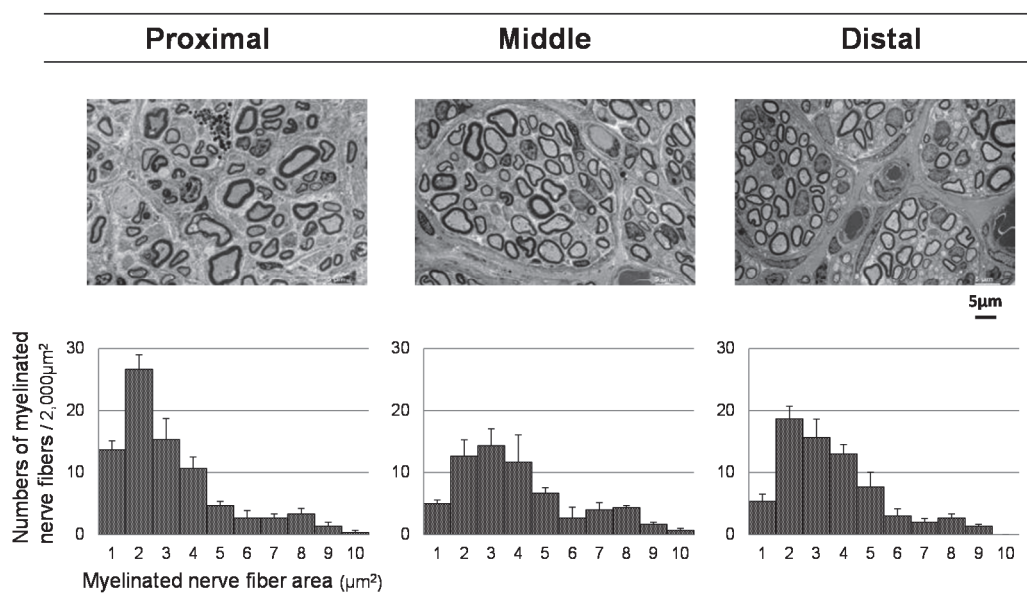 Proximal Middle Distal
5μm
Numbers of myelinated
nerve fibers / 2,000μm²
30 30 30
20 20 20
10 10 10
0 0 0
1 2 3 4 5 6 7 8 9 10 1 2 3 4 5 6 7 8 9 10 1 2 3 4 5 6 7 8 9 10
Myelinated nerve fiber area (μm²)